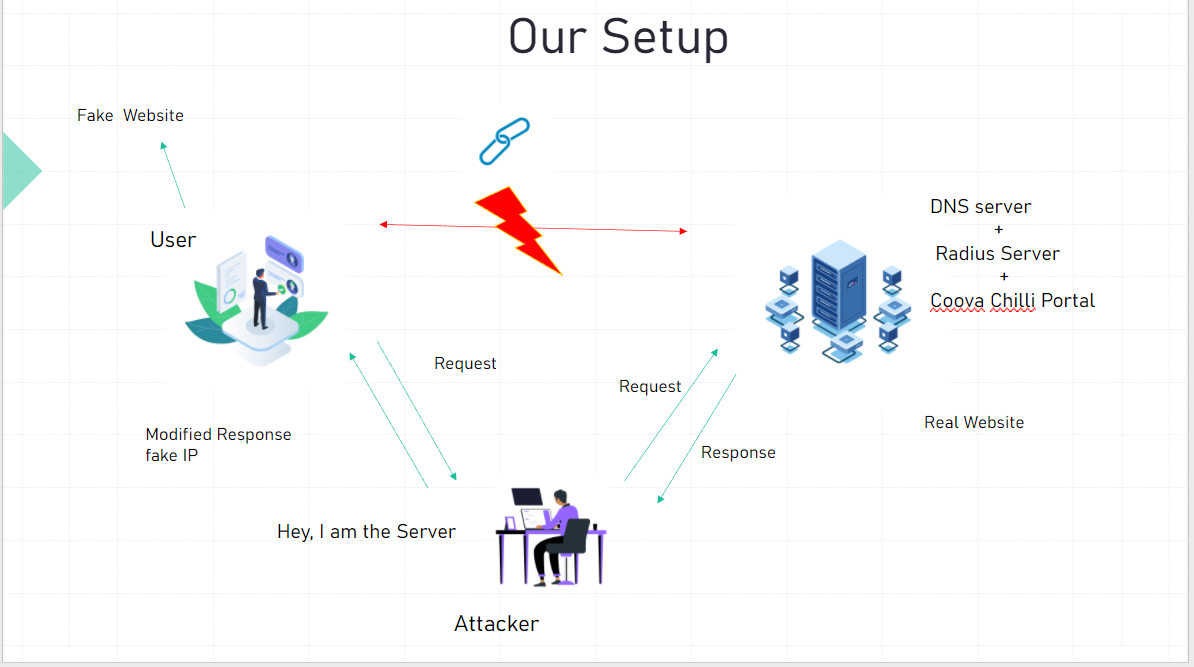 Our Setup
Fake Website
User
DNS server
+
Radius Server
+
Coova Chilli Portal
Request
Request
Modified Response
fake IP
Real Website
Response
Hey, I am the Server
Attacker